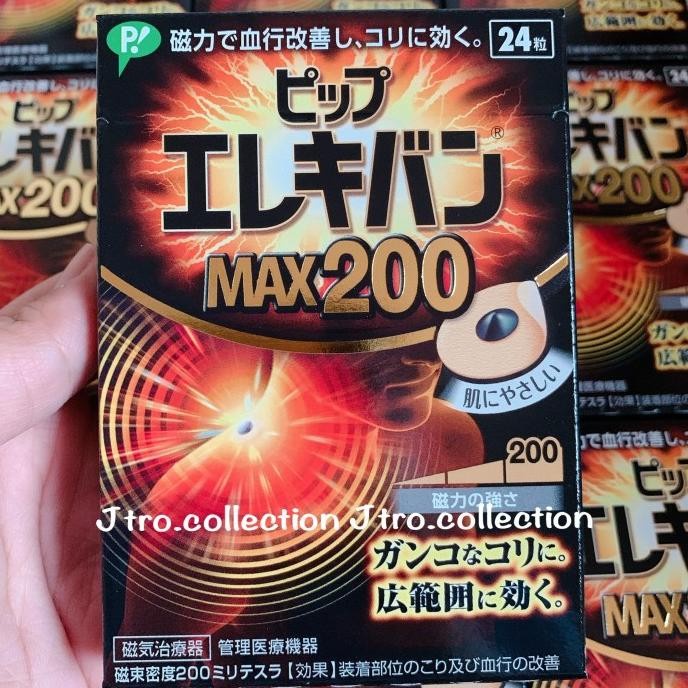 P!
磁力で血行改善し、コリに効く。 24粒
ピップ
エレキバン®
MAX200
肌にやさしい
200
磁力の強さ
J tro.collection J tro.collection
ガンコなコリに。
広範囲に効く。
磁気治療器 管理医療機器
磁束密度200ミリテスラ【効果】装着部位のこり及び血行の改善